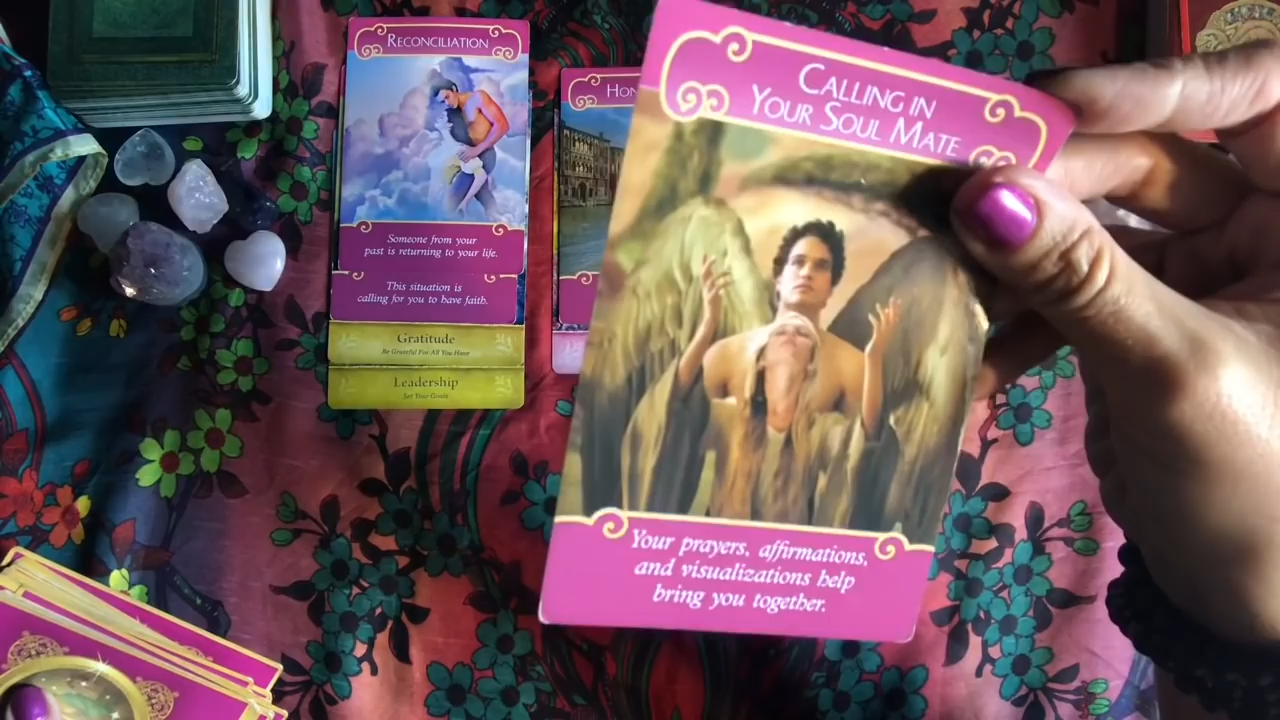 RECONCILIATION
Someone from your
past is returning to your life.
This situation is
calling for you to have faith.
Gratitude
Be Grateful For All You Have
Leadership
Set Your Goals
CALLING IN
YOUR SOUL MATE
Your prayers, affirmations,
and visualizations help
bring you together.